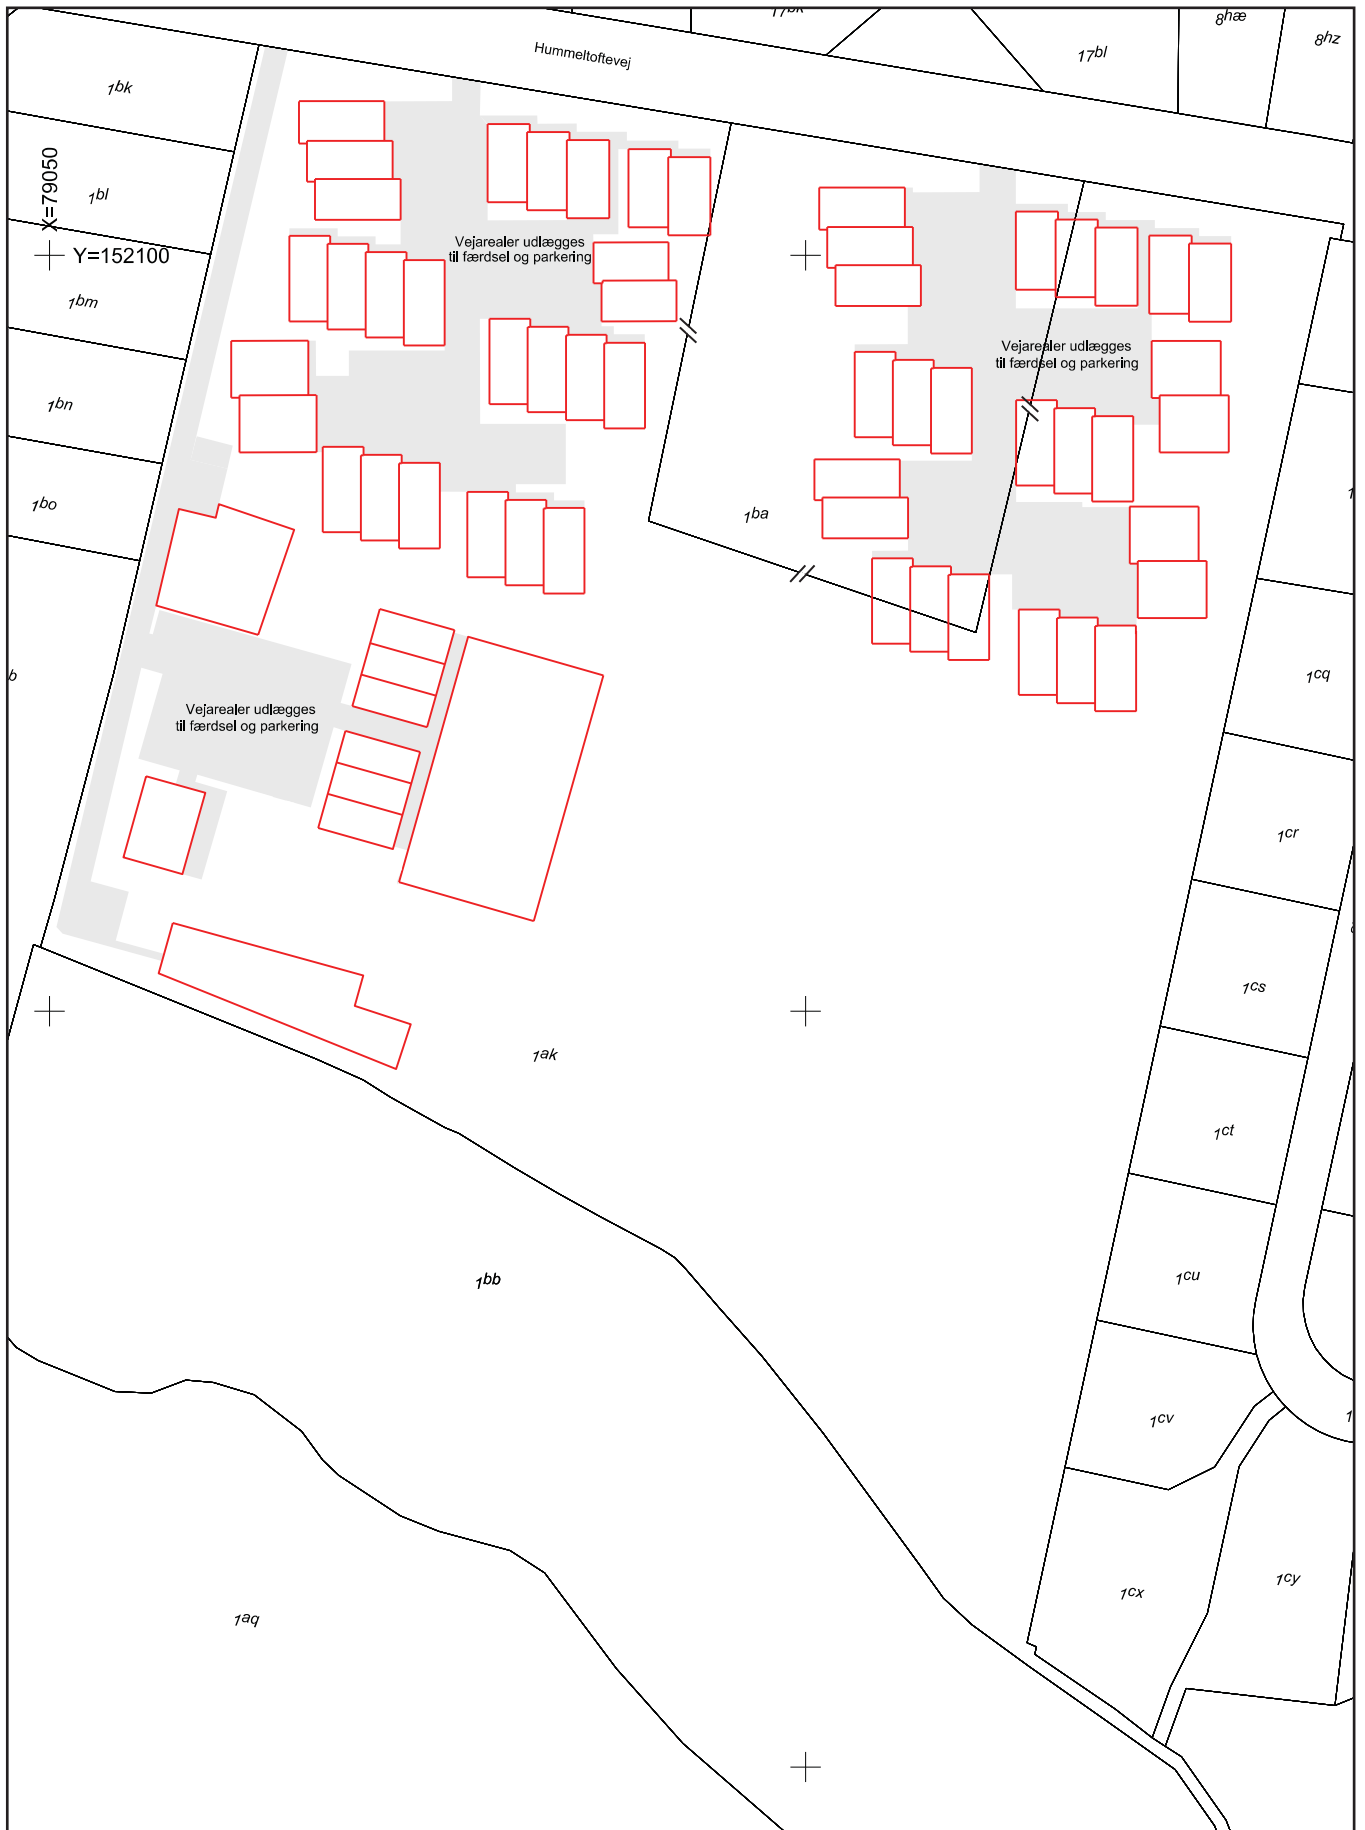 17bk
8hæ
8hz
Hummeltoftevej
17bl
1bk
X=79050
1bl
Y=152100
Vejarealer udlægges
til færdsel og parkering
1bm
Vejarealer udlægges
til færdsel og parkering
1bn
1bo
1ba
b
1cq
Vejarealer udlægges
til færdsel og parkering
1cr
1cs
1ak
1ct
1bb
1cu
1cv
1cx
1cy
1aq